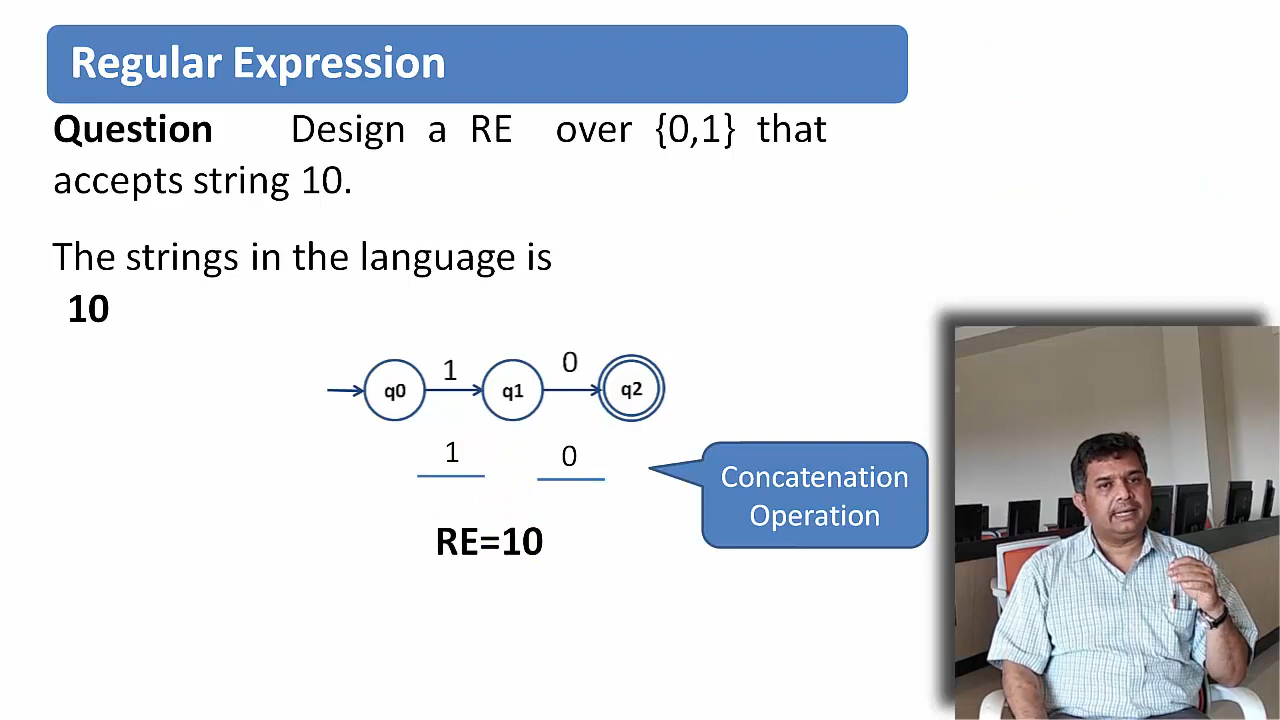 Regular Expression
Question Design a RE over {0,1} that
accepts string 10.
The strings in the language is
10
1 0
q0 q1 q2
1 0
Concatenation
Operation
RE=10